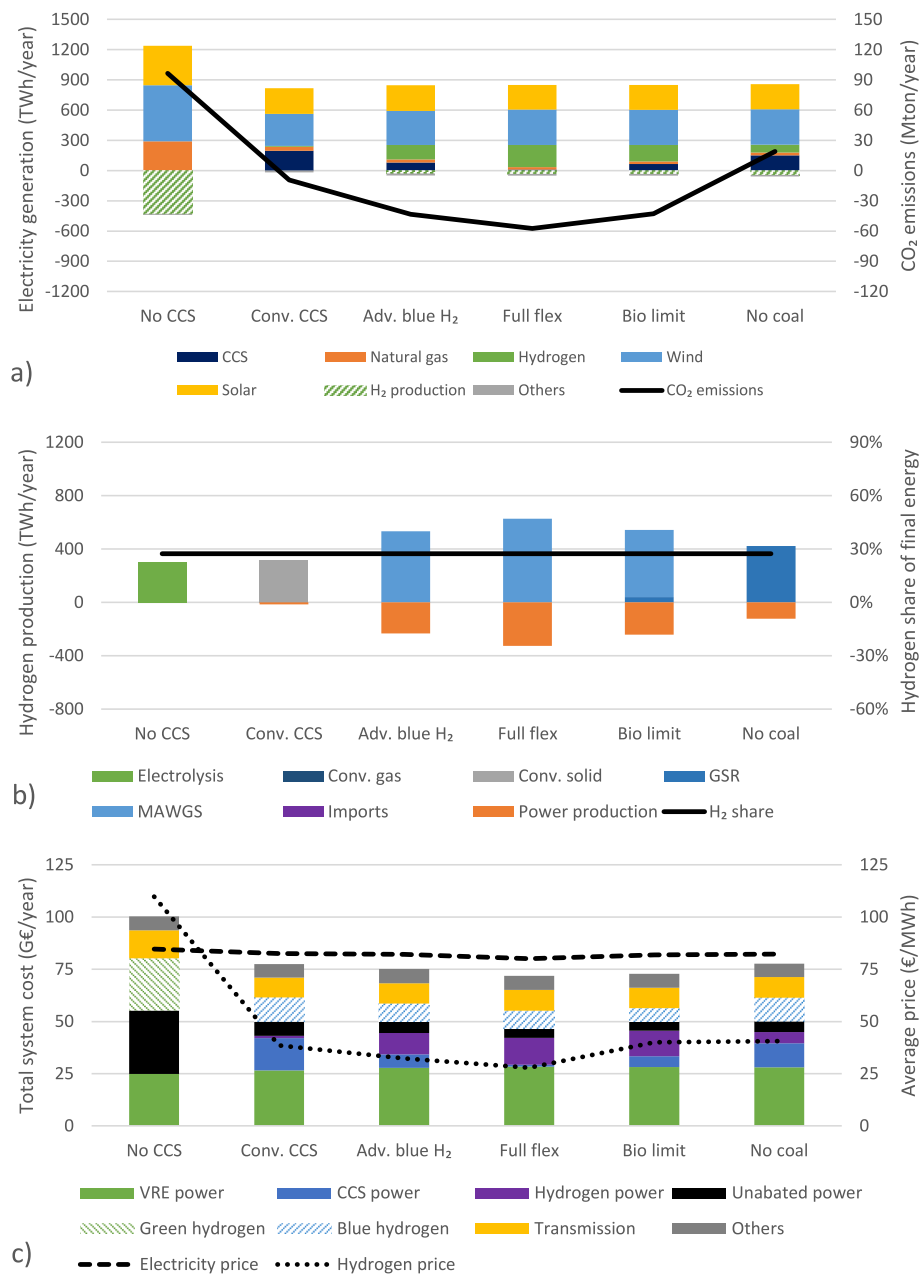 1500 150
1200 120
900 90
600 60
300 30
0 0
-300 -30
-600 -60
-900 -90
-1200 -120
Electricity generation (TWh/year)
CO₂ emissions (Mton/year)
No CCS Conv. CCS Adv. blue H₂ Full flex Bio limit No coal
CCS Natural gas Hydrogen Wind
Solar H₂ production Others CO₂ emissions
a)
1200 90%
800 60%
400 30%
0 0%
-400 -30%
-800 -60%
Hydrogen production (TWh/year)
Hydrogen share of final energy
No CCS Conv. CCS Adv. blue H₂ Full flex Bio limit No coal
Electrolysis Conv. gas Conv. solid GSR
MAWGS Imports Power production H₂ share
b)
125 125
100 100
75 75
50 50
25 25
0 0
Total system cost (G€/year)
Average price (€/MWh)
No CCS Conv. CCS Adv. blue H₂ Full flex Bio limit No coal
VRE power CCS power Hydrogen power Unabated power
Green hydrogen Blue hydrogen Transmission Others
Electricity price Hydrogen price
c)